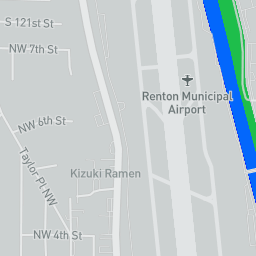 S 121st St
NW 7th St
Renton Municipal
Airport
NW 6th St
Taylor Pl NW
Kizuki Ramen
NW 4th St